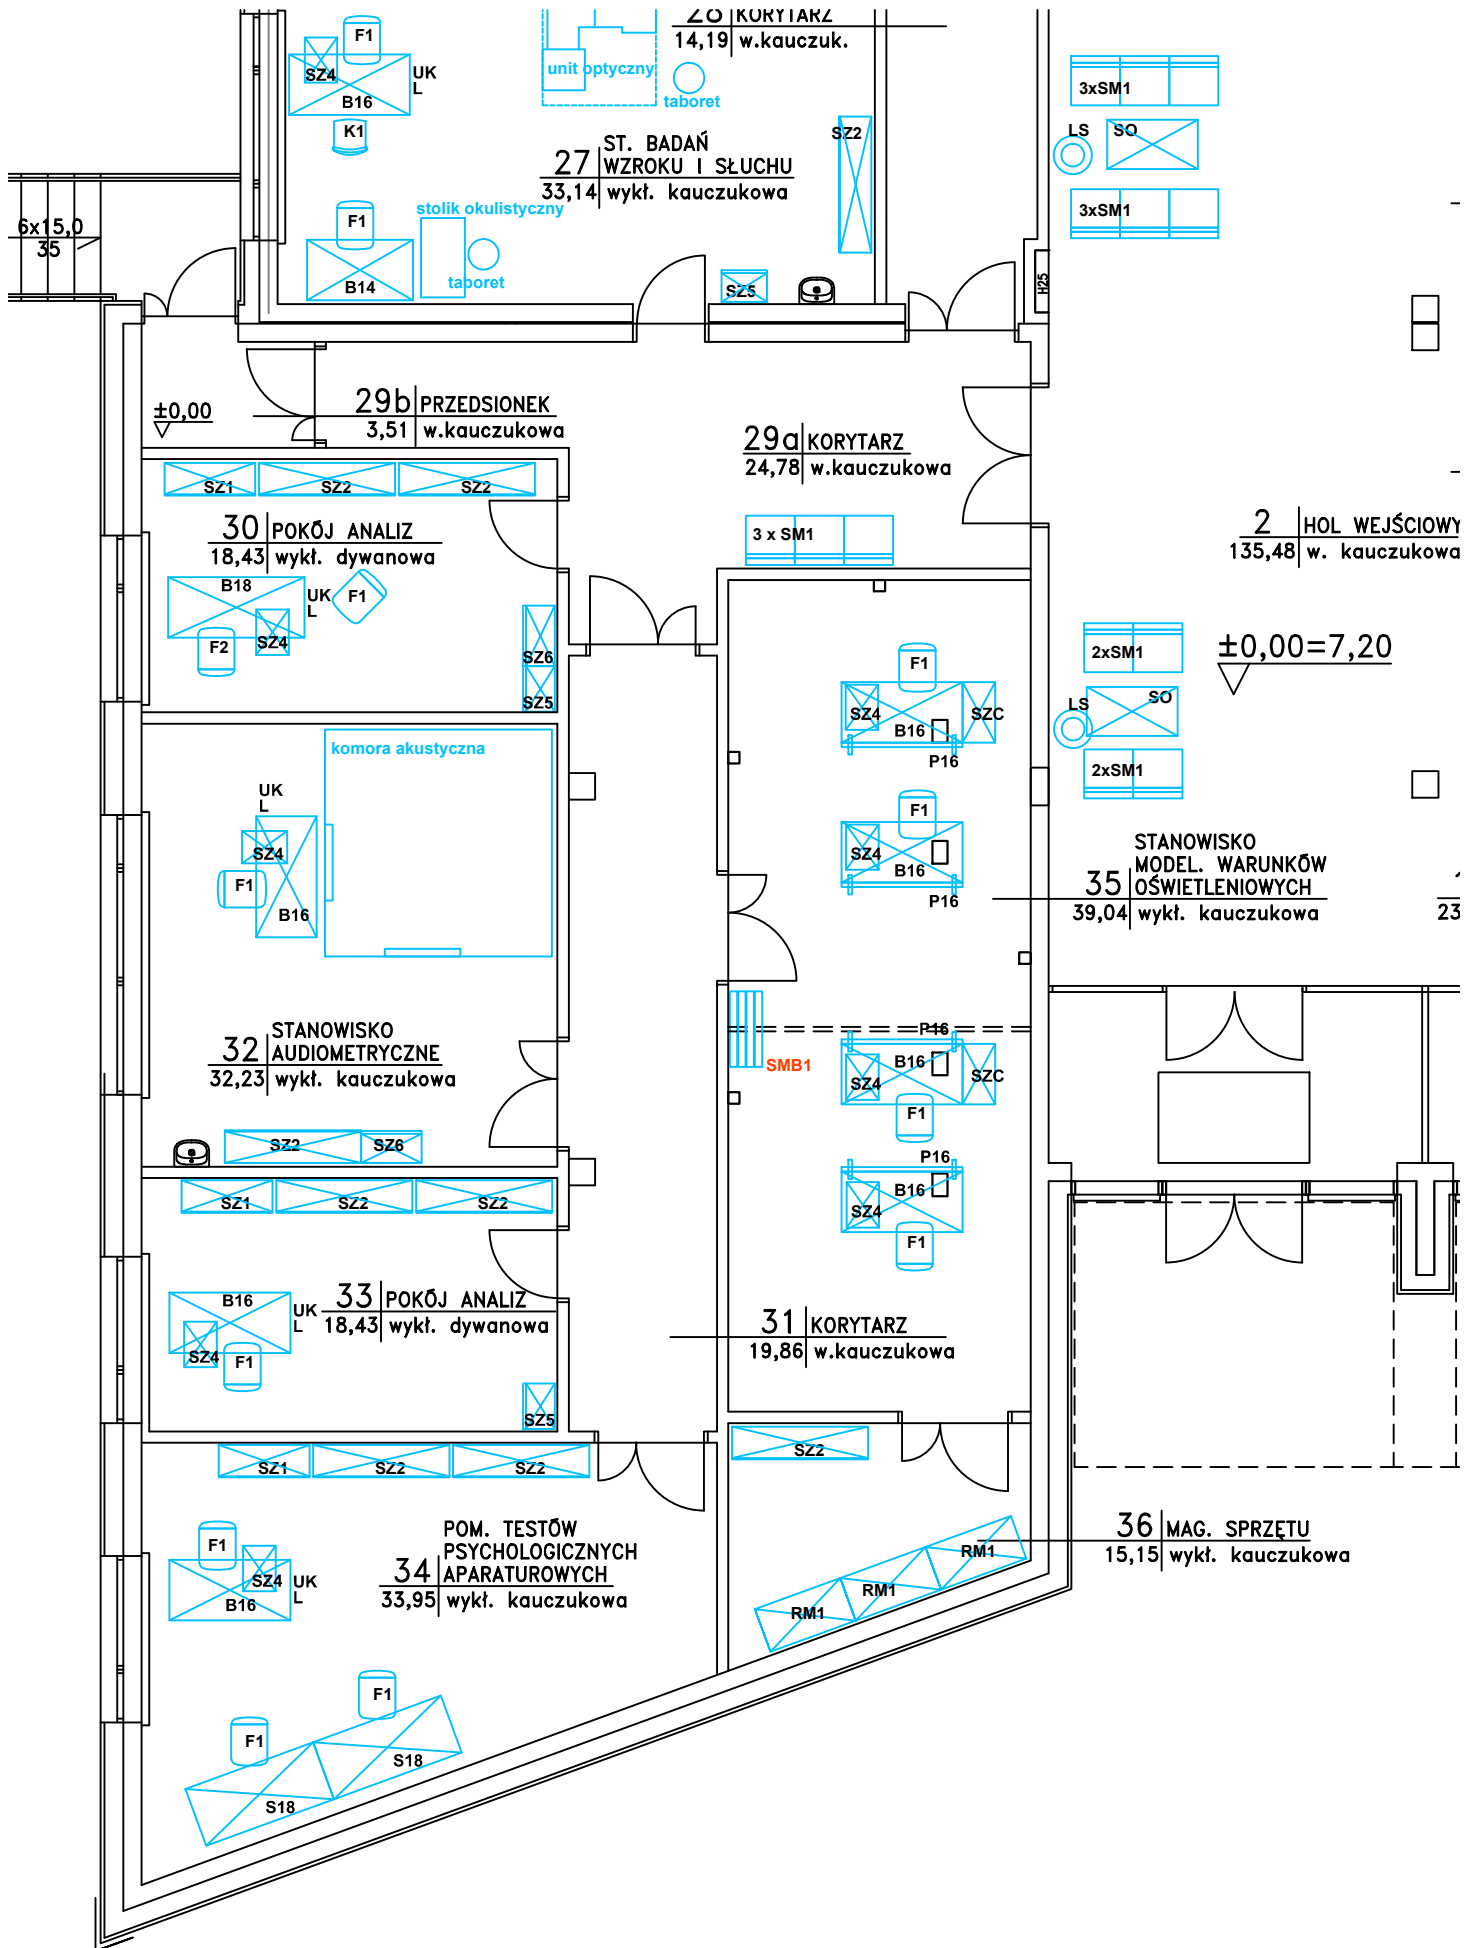 28 KORYTARZ
14,19 w.kauczuk.
F1
SZ4
UK
L
B16
K1
unit optyczny
taboret
SZ2
27 ST. BADAŃ
WZROKU I SŁUCHU
33,14 wykł. kauczukowa
3xSM1
LS
SO
3xSM1
6x15,0
35
F1
stolik okulistyczny
taboret
B14
SZ5
H25
±0,00
29b PRZEDSIONEK
3,51 w.kauczukowa
29a KORYTARZ
24,78 w.kauczukowa
SZ1
SZ2
SZ2
30 POKÓJ ANALIZ
18,43 wykł. dywanowa
3 x SM1
2 HOL WEJŚCIOWY
135,48 w. kauczukowa
B18
UK
L
F1
F2
SZ4
SZ6
SZ5
F1
SZ4
B16
SZC
P16
2xSM1
±0,00=7,20
LS
SO
2xSM1
komora akustyczna
UK
L
SZ4
F1
B16
F1
SZ4
B16
P16
STANOWISKO
MODEL. WARUNKÓW
35 OŚWIETLENIOWYCH
39,04 wykł. kauczukowa
23
STANOWISKO
32 AUDIOMETRYCZNE
32,23 wykł. kauczukowa
SMB1
P16
B16
SZ4
SZC
F1
SZ2
SZ6
P16
B16
SZ4
F1
SZ1
SZ2
SZ2
33 POKÓJ ANALIZ
18,43 wykł. dywanowa
B16
UK
L
SZ4
F1
SZ5
31 KORYTARZ
19,86 w.kauczukowa
SZ1
SZ2
SZ2
SZ2
POM. TESTÓW
PSYCHOLOGICZNYCH
34 APARATUROWYCH
33,95 wykł. kauczukowa
F1
SZ4
UK
L
B16
36 MAG. SPRZĘTU
15,15 wykł. kauczukowa
RM1
RM1
RM1
F1
F1
S18
S18